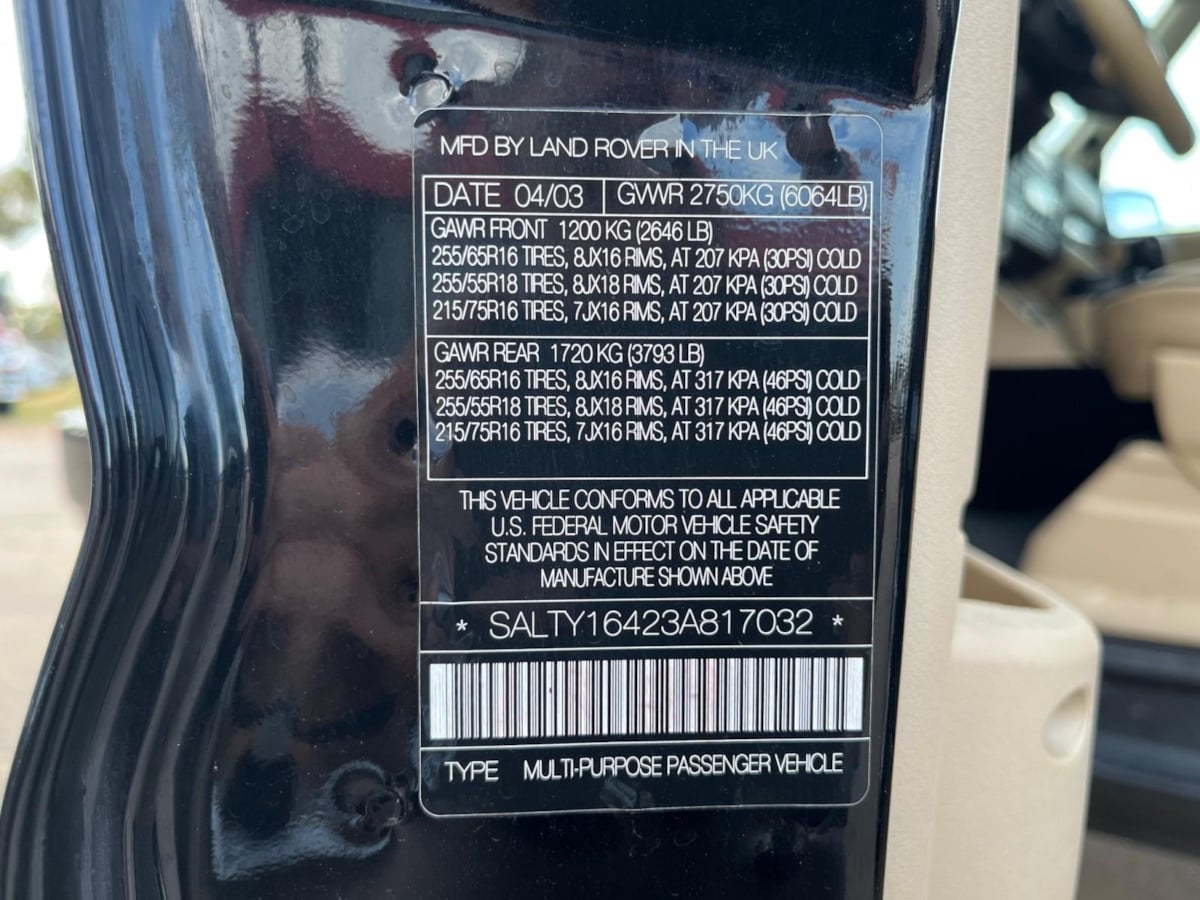 MFD BY LAND ROVER IN THE UK
DATE 04/03 GVWR 2750KG (6064LB)
GAWR FRONT 1200 KG (2646 LB)
255/65R16 TIRES, 8JX16 RIMS, AT 207 KPA (30PSI) COLD
255/55R18 TIRES, 8JX18 RIMS, AT 207 KPA (30PSI) COLD
215/75R16 TIRES, 7JX16 RIMS, AT 207 KPA (30PSI) COLD
GAWR REAR 1720 KG (3793 LB)
255/65R16 TIRES, 8JX16 RIMS, AT 317 KPA (46PSI) COLD
255/55R18 TIRES, 8JX18 RIMS, AT 317 KPA (46PSI) COLD
215/75R16 TIRES, 7JX16 RIMS, AT 317 KPA (46PSI) COLD
THIS VEHICLE CONFORMS TO ALL APPLICABLE
U.S. FEDERAL MOTOR VEHICLE SAFETY
STANDARDS IN EFFECT ON THE DATE OF
MANUFACTURE SHOWN ABOVE
* SALTY16423A817032 *
TYPE MULTI-PURPOSE PASSENGER VEHICLE